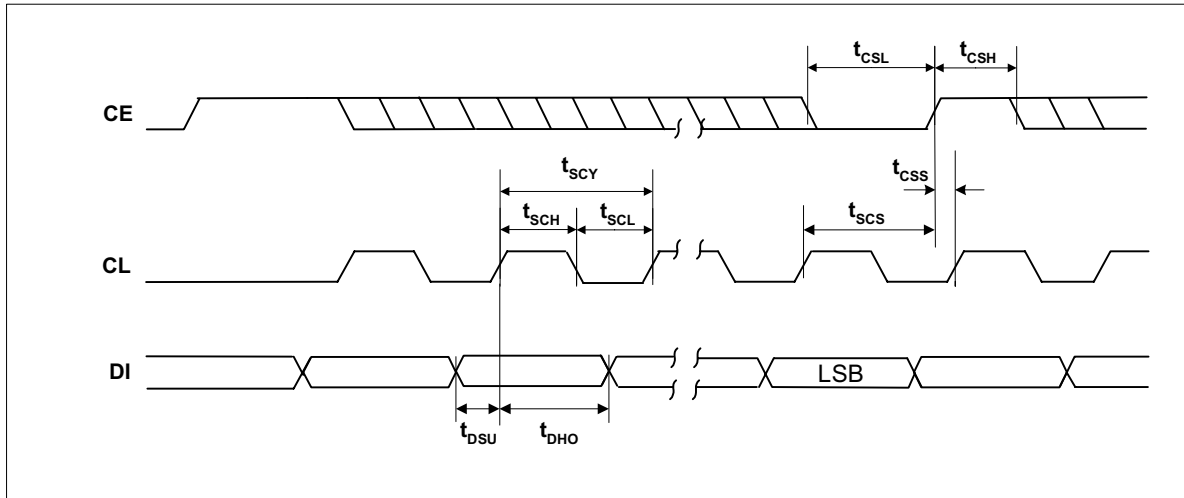 tCSL tCSH
CE
tSCY
tCSS
tSCH tSCL
tSCS
CL
DI
LSB
tDSU tDHO